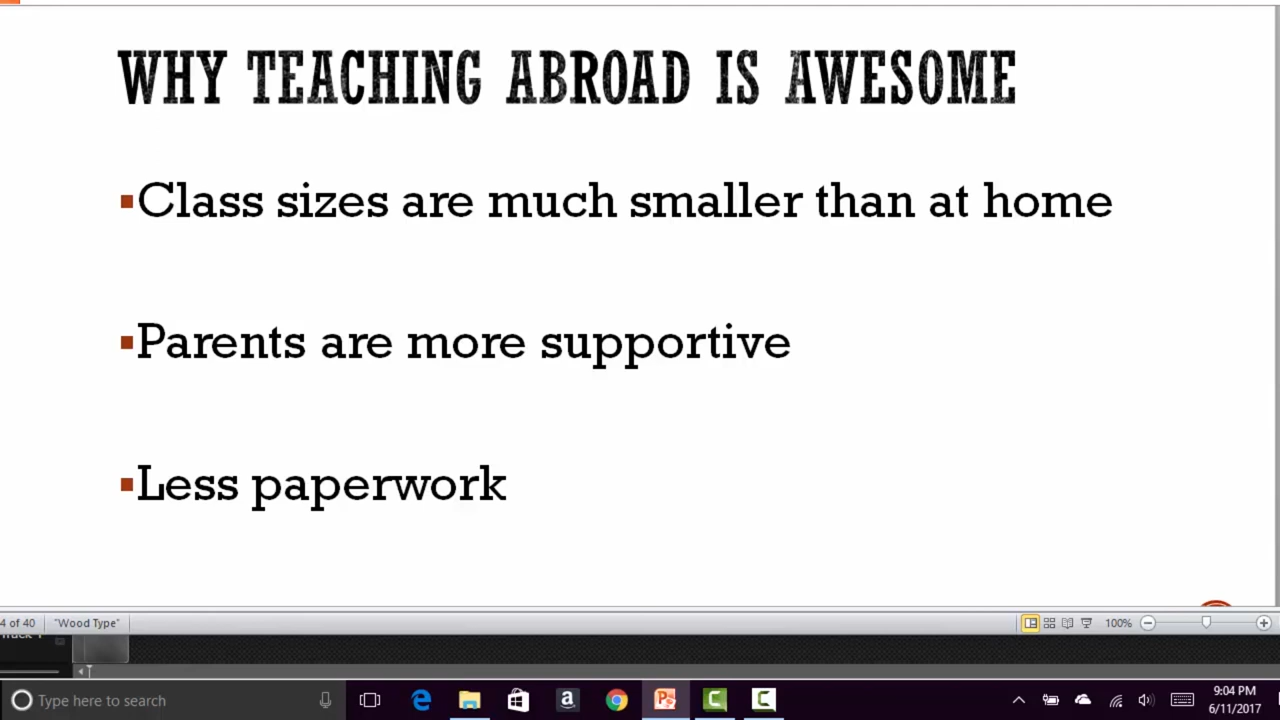 WHY TEACHING ABROAD IS AWESOME
Class sizes are much smaller than at home
Parents are more supportive
Less paperwork
4 of 40 "Wood Type" 100%
Type here to search
9:04 PM
6/11/2017